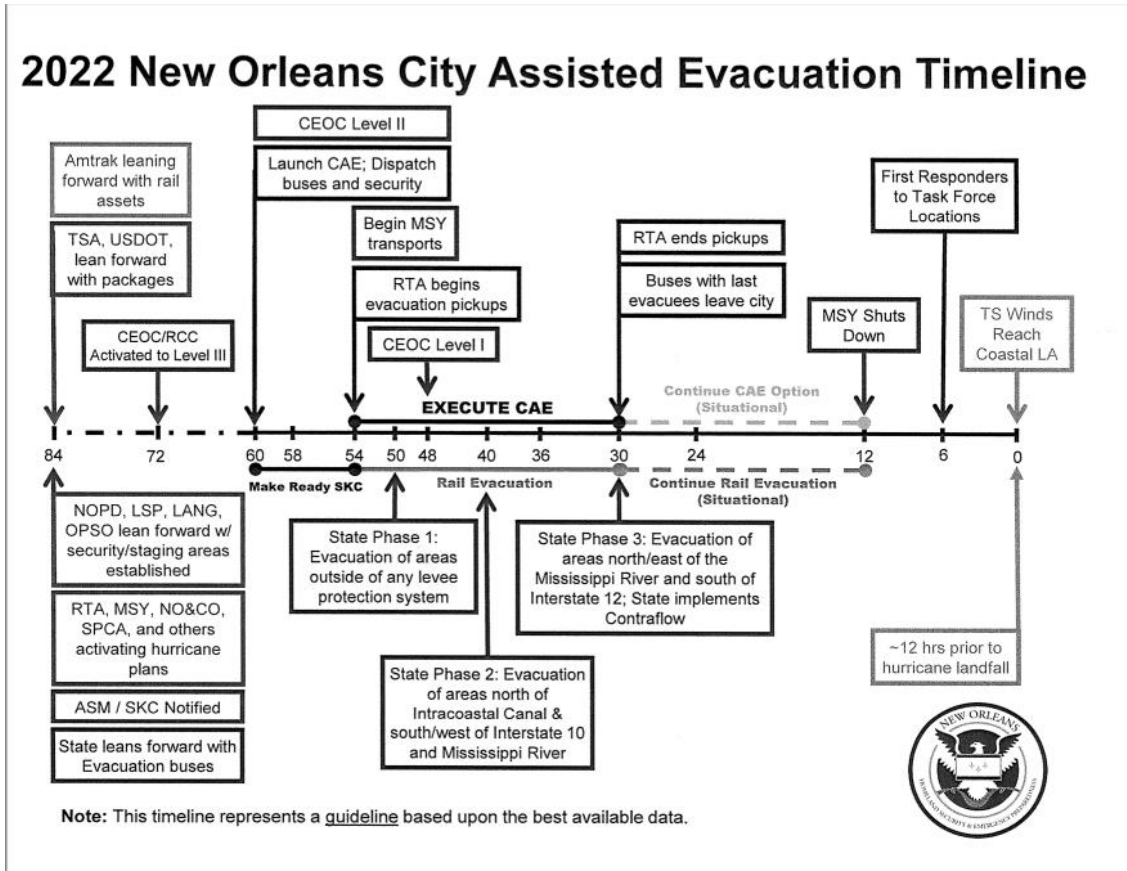 2022 New Orleans City Assisted Evacuation Timeline
CEOC Level II
Launch CAE; Dispatch
buses and security
Amtrak leaning
forward with rail
assets
TSA, USDOT,
lean forward
with packages
CEOC/RCC
Activated to Level III
Begin MSY
transports
RTA begins
evacuation pickups
CEOC Level I
RTA ends pickups
Buses with last
evacuees leave city
First Responders
to Task Force
Locations
MSY Shuts
Down
TS Winds
Reach
Coastal LA
EXECUTE CAE
Continue CAE Option
(Situational)
84 72 60 58 54 50 48 40 36 30 24 12 6 0
Make Ready SKC
Rail Evacuation
Continue Rail Evacuation
(Situational)
NOPD, LSP, LANG,
OPSO lean forward w/
security/staging areas
established
RTA, MSY, NO&CO,
SPCA, and others
activating hurricane
plans
ASM / SKC Notified
State leans forward with
Evacuation buses
State Phase 1:
Evacuation of areas
outside of any levee
protection system
State Phase 2: Evacuation
of areas north of
Intracoastal Canal &
south/west of Interstate 10
and Mississippi River
State Phase 3: Evacuation of
areas north/east of the
Mississippi River and south of
Interstate 12; State implements
Contraflow
~12 hrs prior to
hurricane landfall
NEW ORLEANS
HOMELAND SECURITY & EMERGENCY PREPAREDNESS
Note: This timeline represents a guideline based upon the best available data.